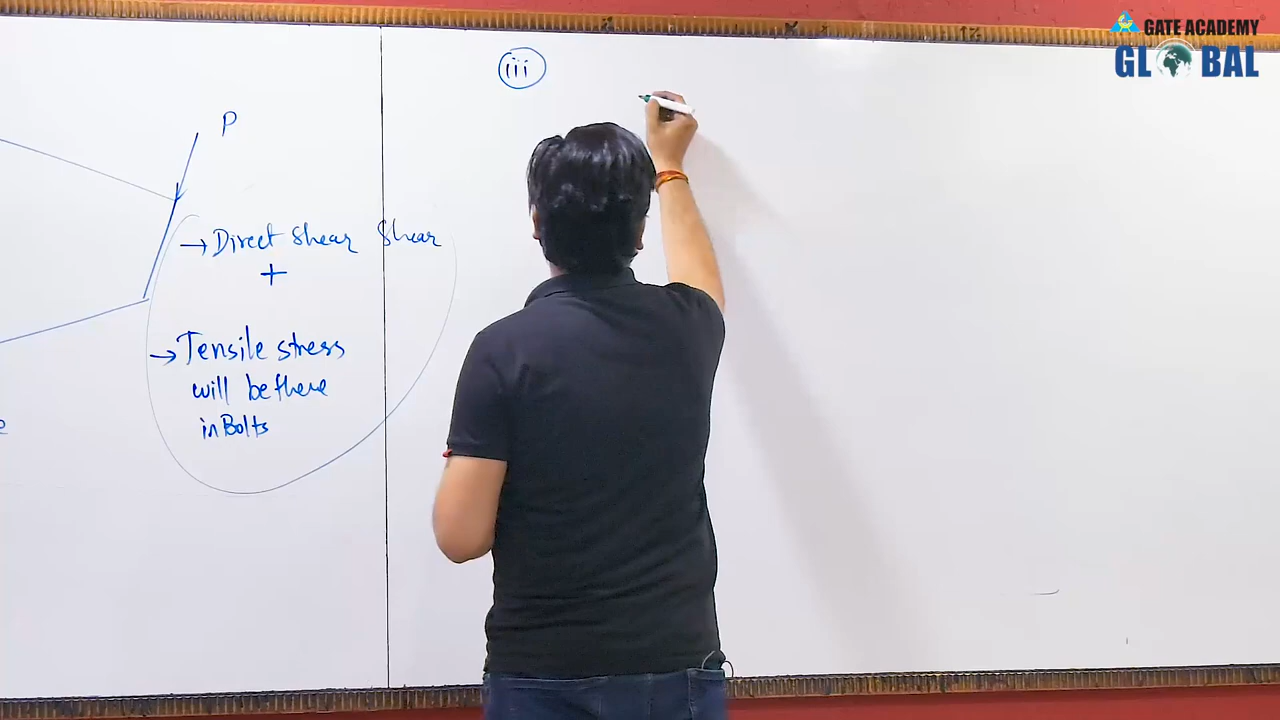 GATE ACADEMY
GLOBAL
iii
P
→ Direct shear shear
+
→ Tensile stress
will be there
in Bolts
e